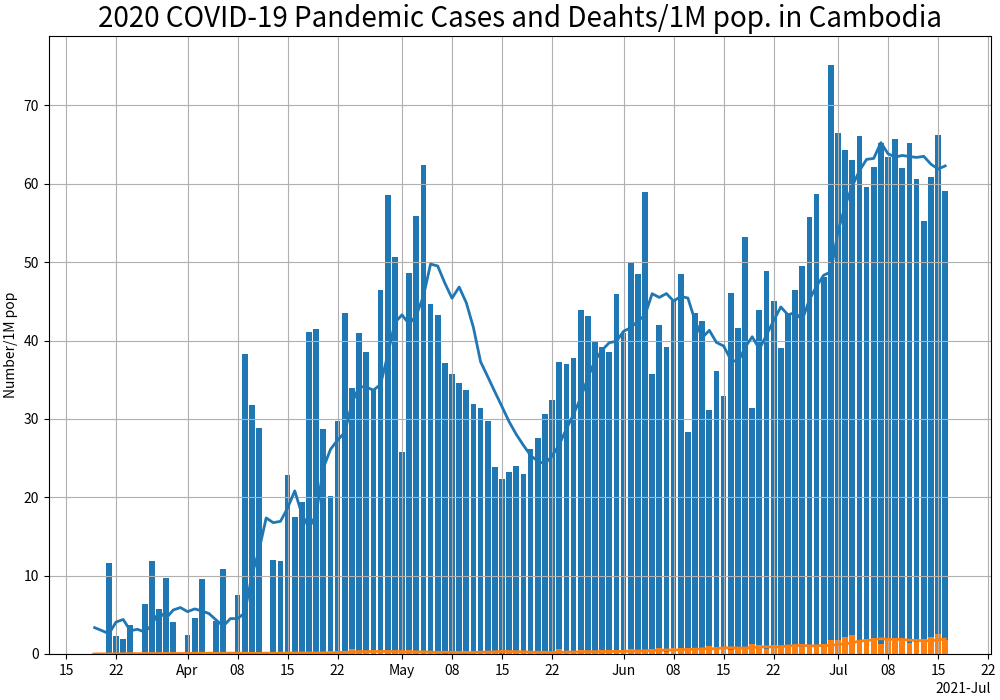 2020 COVID-19 Pandemic Cases and Deahts/1M pop. in Cambodia
Number/1M pop
70
60
50
40
30
20
10
0
15 22 Apr 08 15 22 May 08 15 22 Jun 08 15 22 Jul 08 15 22
2021-Jul